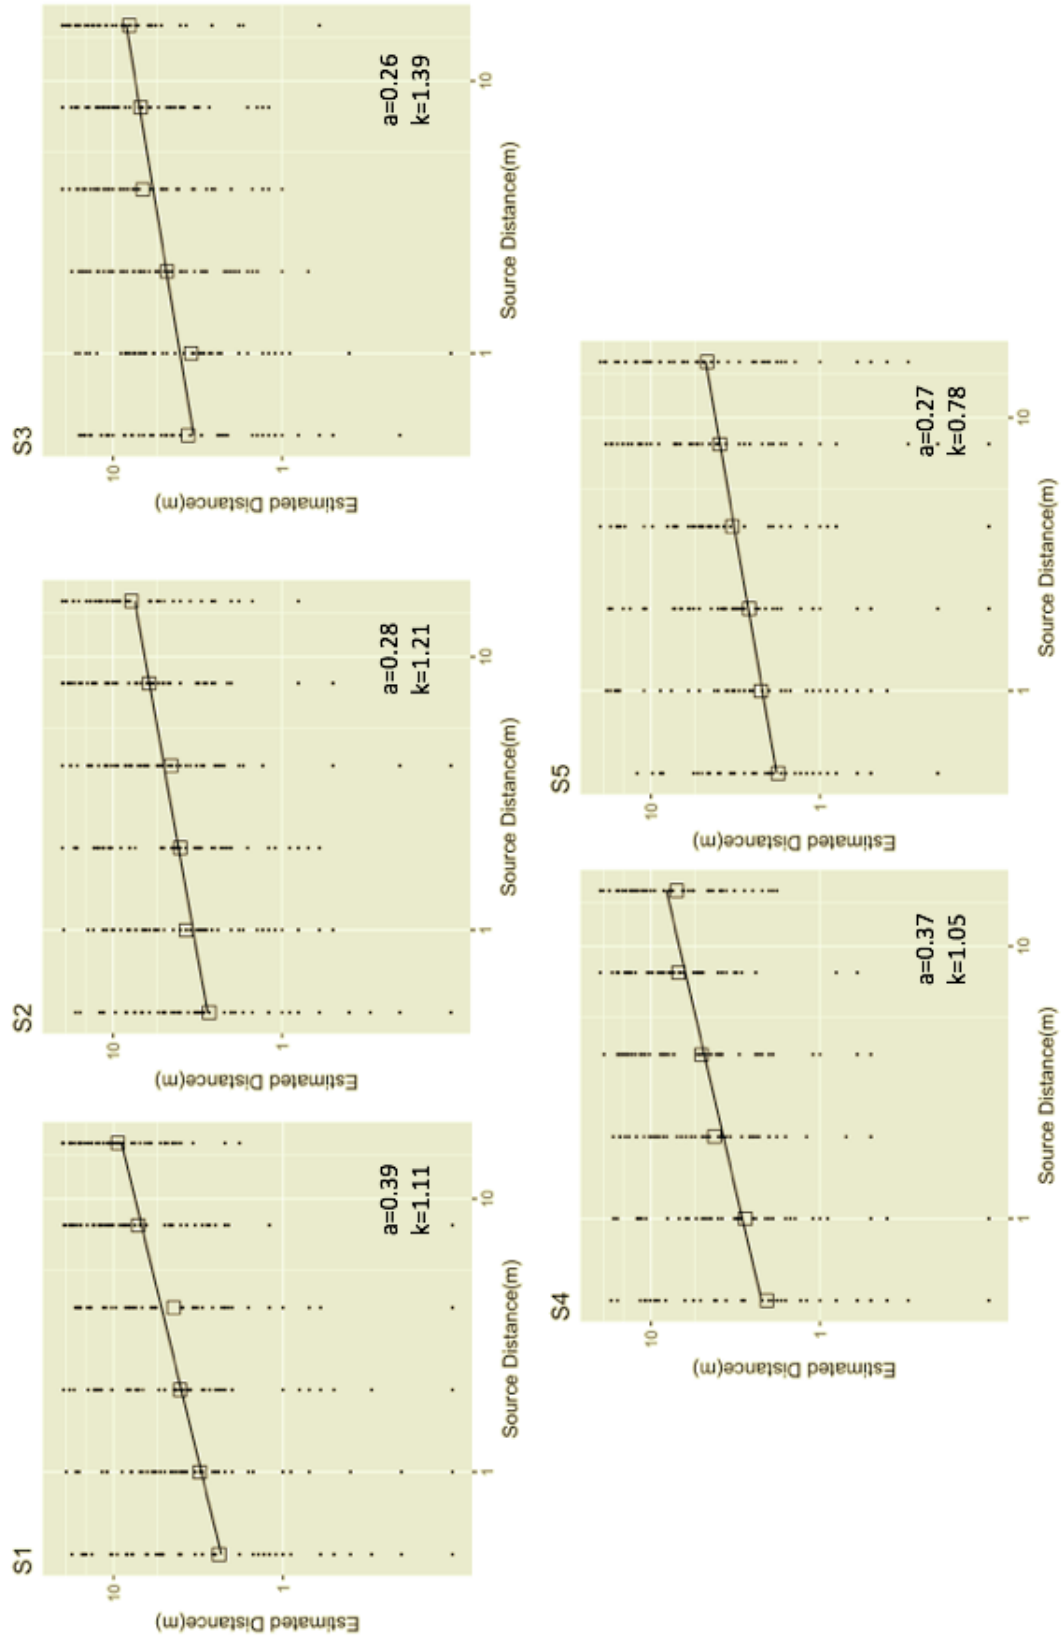 S1
10
1
Estimated Distance(m)
1
10
Source Distance(m)
a=0.39
k=1.11
S2
10
1
Estimated Distance(m)
1
10
Source Distance(m)
a=0.28
k=1.21
S3
10
1
Estimated Distance(m)
1
10
Source Distance(m)
a=0.26
k=1.39
S4
10
1
Estimated Distance(m)
1
10
Source Distance(m)
a=0.37
k=1.05
S5
10
1
Estimated Distance(m)
1
10
Source Distance(m)
a=0.27
k=0.78